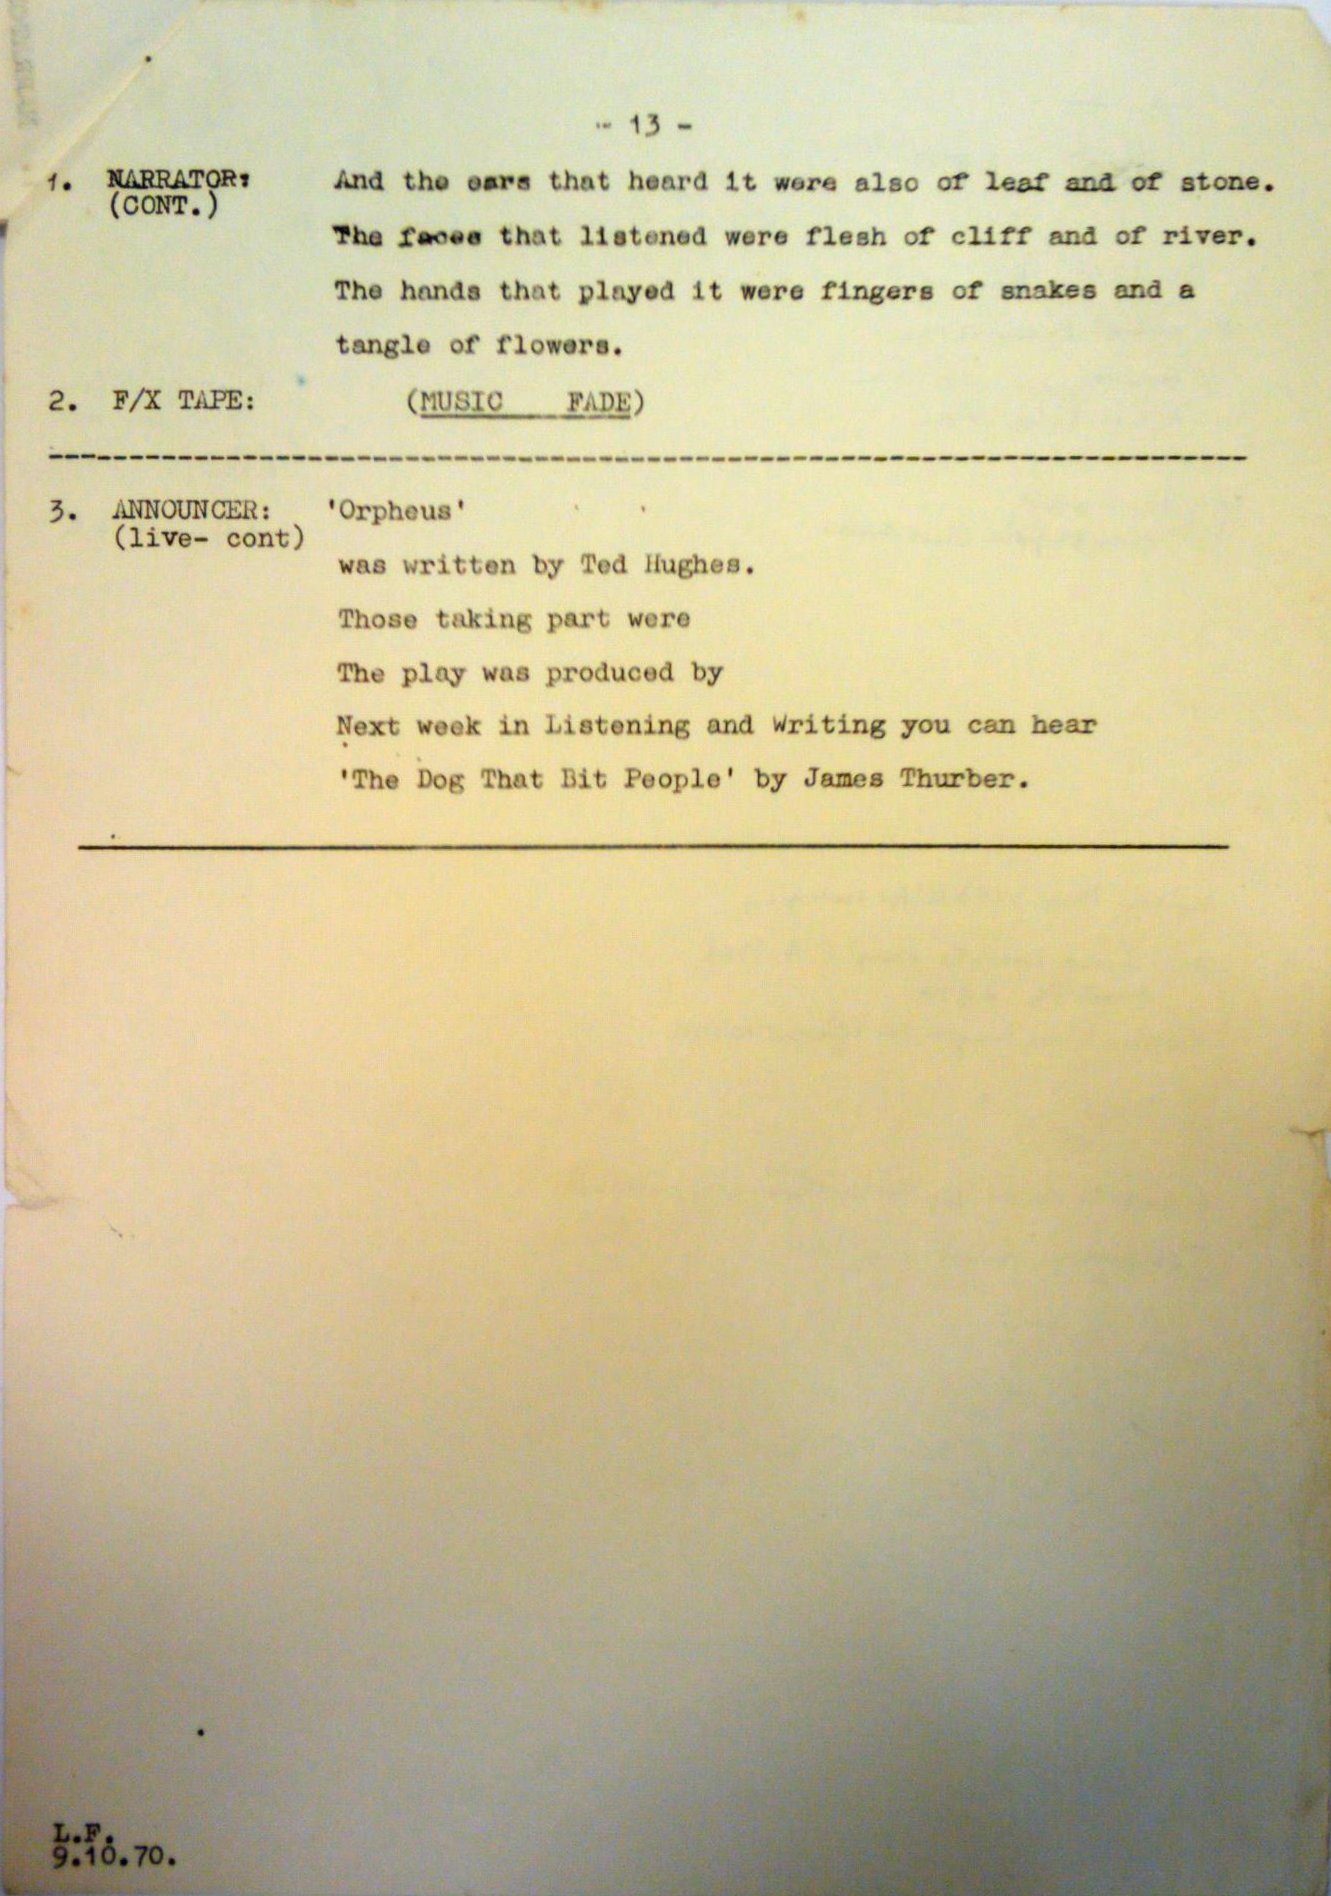 - 13 -
1. NARRATOR: And the ears that heard it were also of leaf and of stone.
(CONT.)
The faces that listened were flesh of cliff and of river.
The hands that played it were fingers of snakes and a
tangle of flowers.
2. F/X TAPE: (MUSIC FADE)
3. ANNOUNCER: 'Orpheus'
(live- cont)
was written by Ted Hughes.
Those taking part were
The play was produced by
Next week in Listening and Writing you can hear
'The Dog That Bit People' by James Thurber.
L.F.
9.10.70.